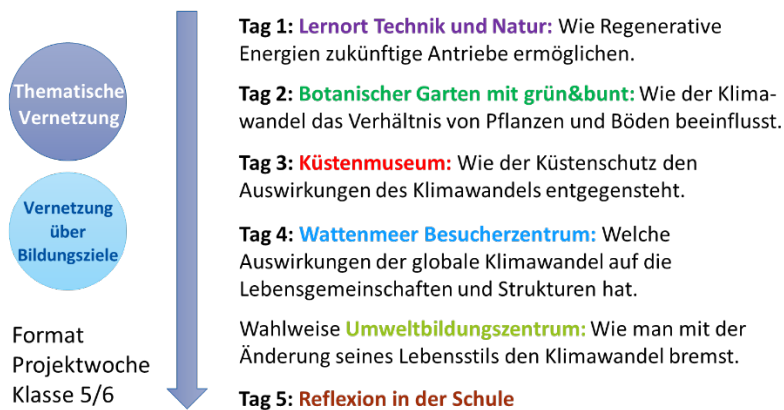 Thematische
Vernetzung
Vernetzung
über
Bildungsziele
Format
Projektwoche
Klasse 5/6
Tag 1: Lernort Technik und Natur: Wie Regenerative
Energien zukünftige Antriebe ermöglichen.
Tag 2: Botanischer Garten mit grün&bunt: Wie der Klima-
wandel das Verhältnis von Pflanzen und Böden beeinflusst.
Tag 3: Küstenmuseum: Wie der Küstenschutz den
Auswirkungen des Klimawandels entgegensteht.
Tag 4: Wattenmeer Besucherzentrum: Welche
Auswirkungen der globale Klimawandel auf die
Lebensgemeinschaften und Strukturen hat.
Wahlweise Umweltbildungszentrum: Wie man mit der
Änderung seines Lebensstils den Klimawandel bremst.
Tag 5: Reflexion in der Schule